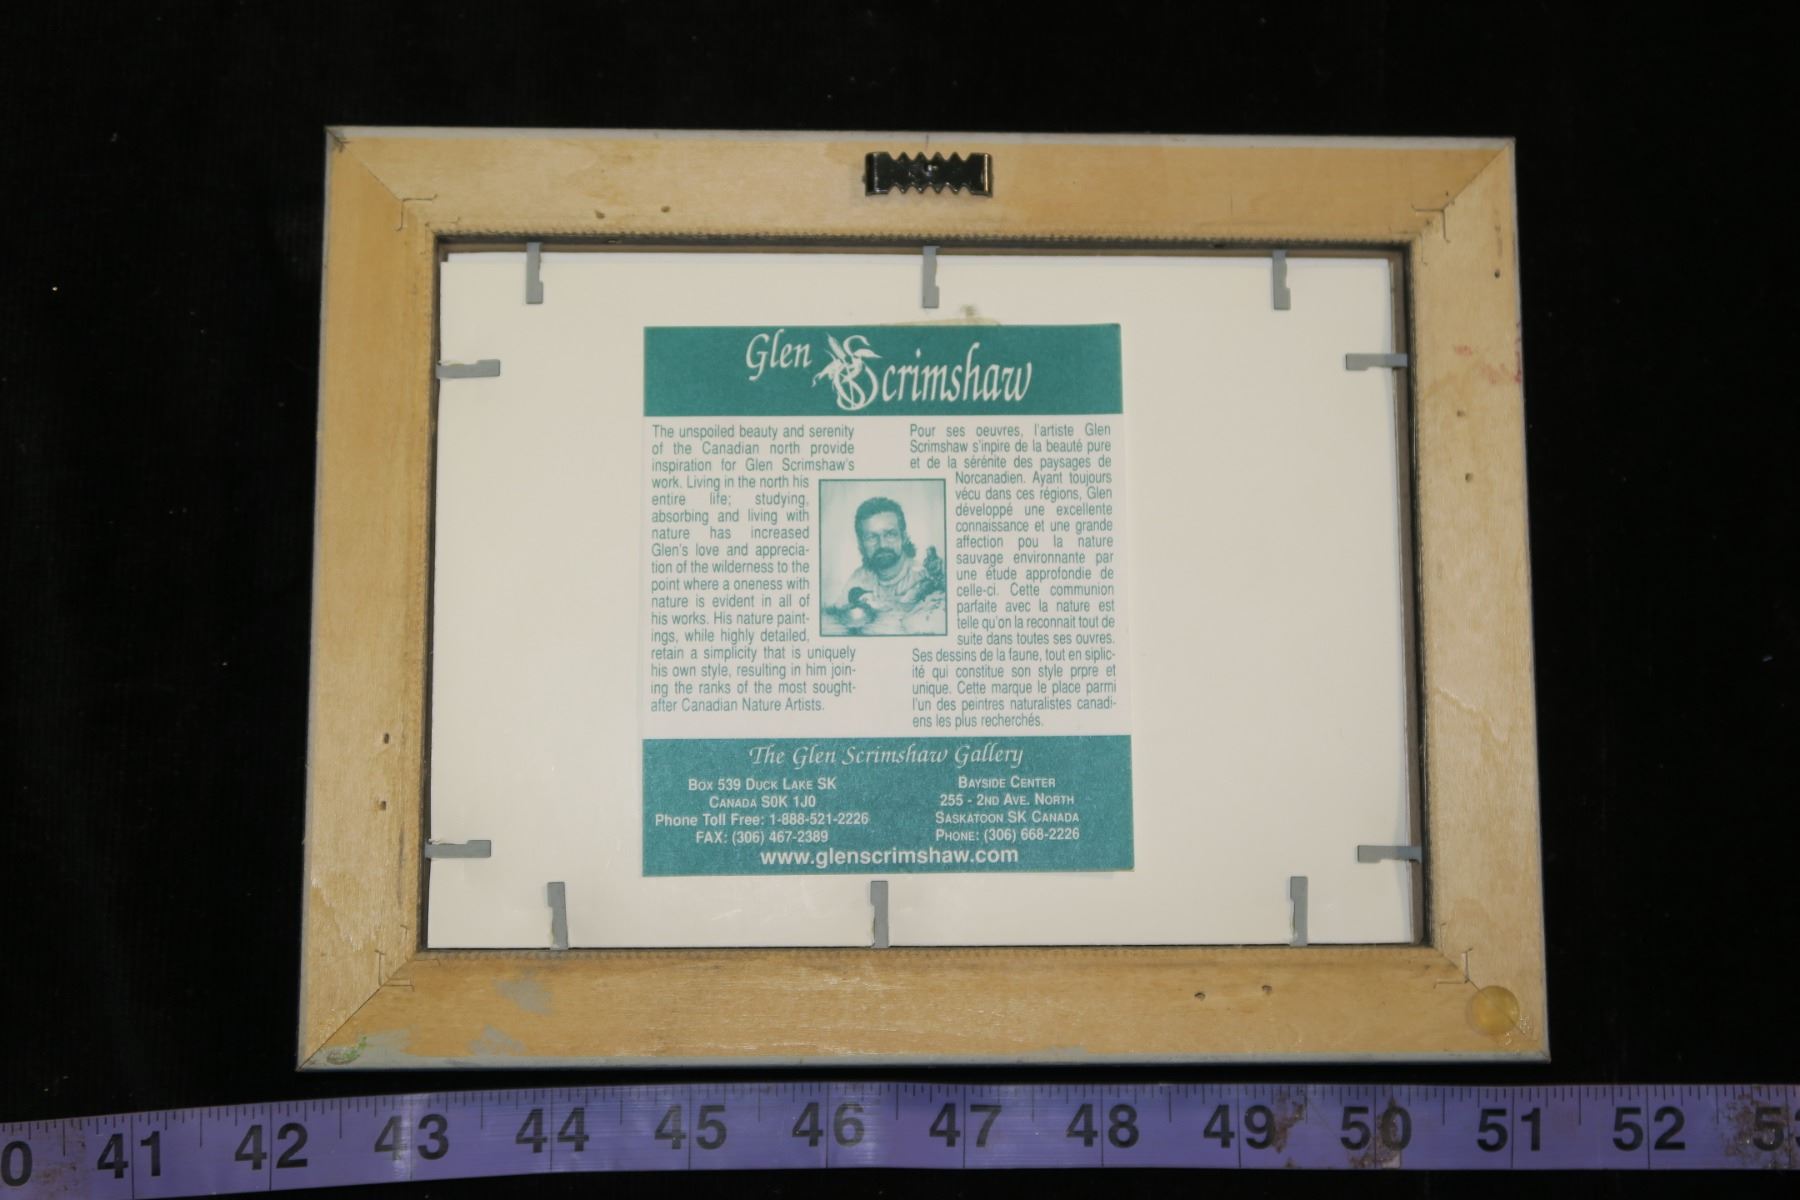 Glen Scrimshaw
The unspoiled beauty and serenity
of the Canadian north provide
inspiration for Glen Scrimshaw's
work. Living in the north his
entire life; studying,
absorbing and living with
nature has increased
Glen's love and apprecia-
tion of the wilderness to the
point where a oneness with
nature is evident in all of
his works. His nature paint-
ings, while highly detailed,
retain a simplicity that is uniquely
his own style, resulting in him join-
ing the ranks of the most sought-
after Canadian Nature Artists.
Pour ses oeuvres, l'artiste Glen
Scrimshaw s'inpire de la beauté pure
et de la sérénite des paysages de
Norcanadien. Ayant toujours
vécu dans ces régions, Glen
développé une excellente
connaissance et une grande
affection pou la nature
sauvage environnante par
une étude approfondie de
celle-ci. Cette communion
parfaite avec la nature est
telle qu'on la reconnait tout de
suite dans toutes ses ouvres.
Ses dessins de la faune, tout en siplic-
ité qui constitue son style prpre et
unique. Cette marque le place parmi
l'un des peintres naturalistes canadi-
ens les plus recherchés.
The Glen Scrimshaw Gallery
Box 539 Duck Lake SK
Canada S0K 1J0
Phone Toll Free: 1-888-521-2226
FAX: (306) 467-2389
Bayside Center
255 - 2nd Ave. North
Saskatoon SK Canada
Phone: (306) 668-2226
www.glenscrimshaw.com
0 41 42 43 44 45 46 47 48 49 50 51 52 53